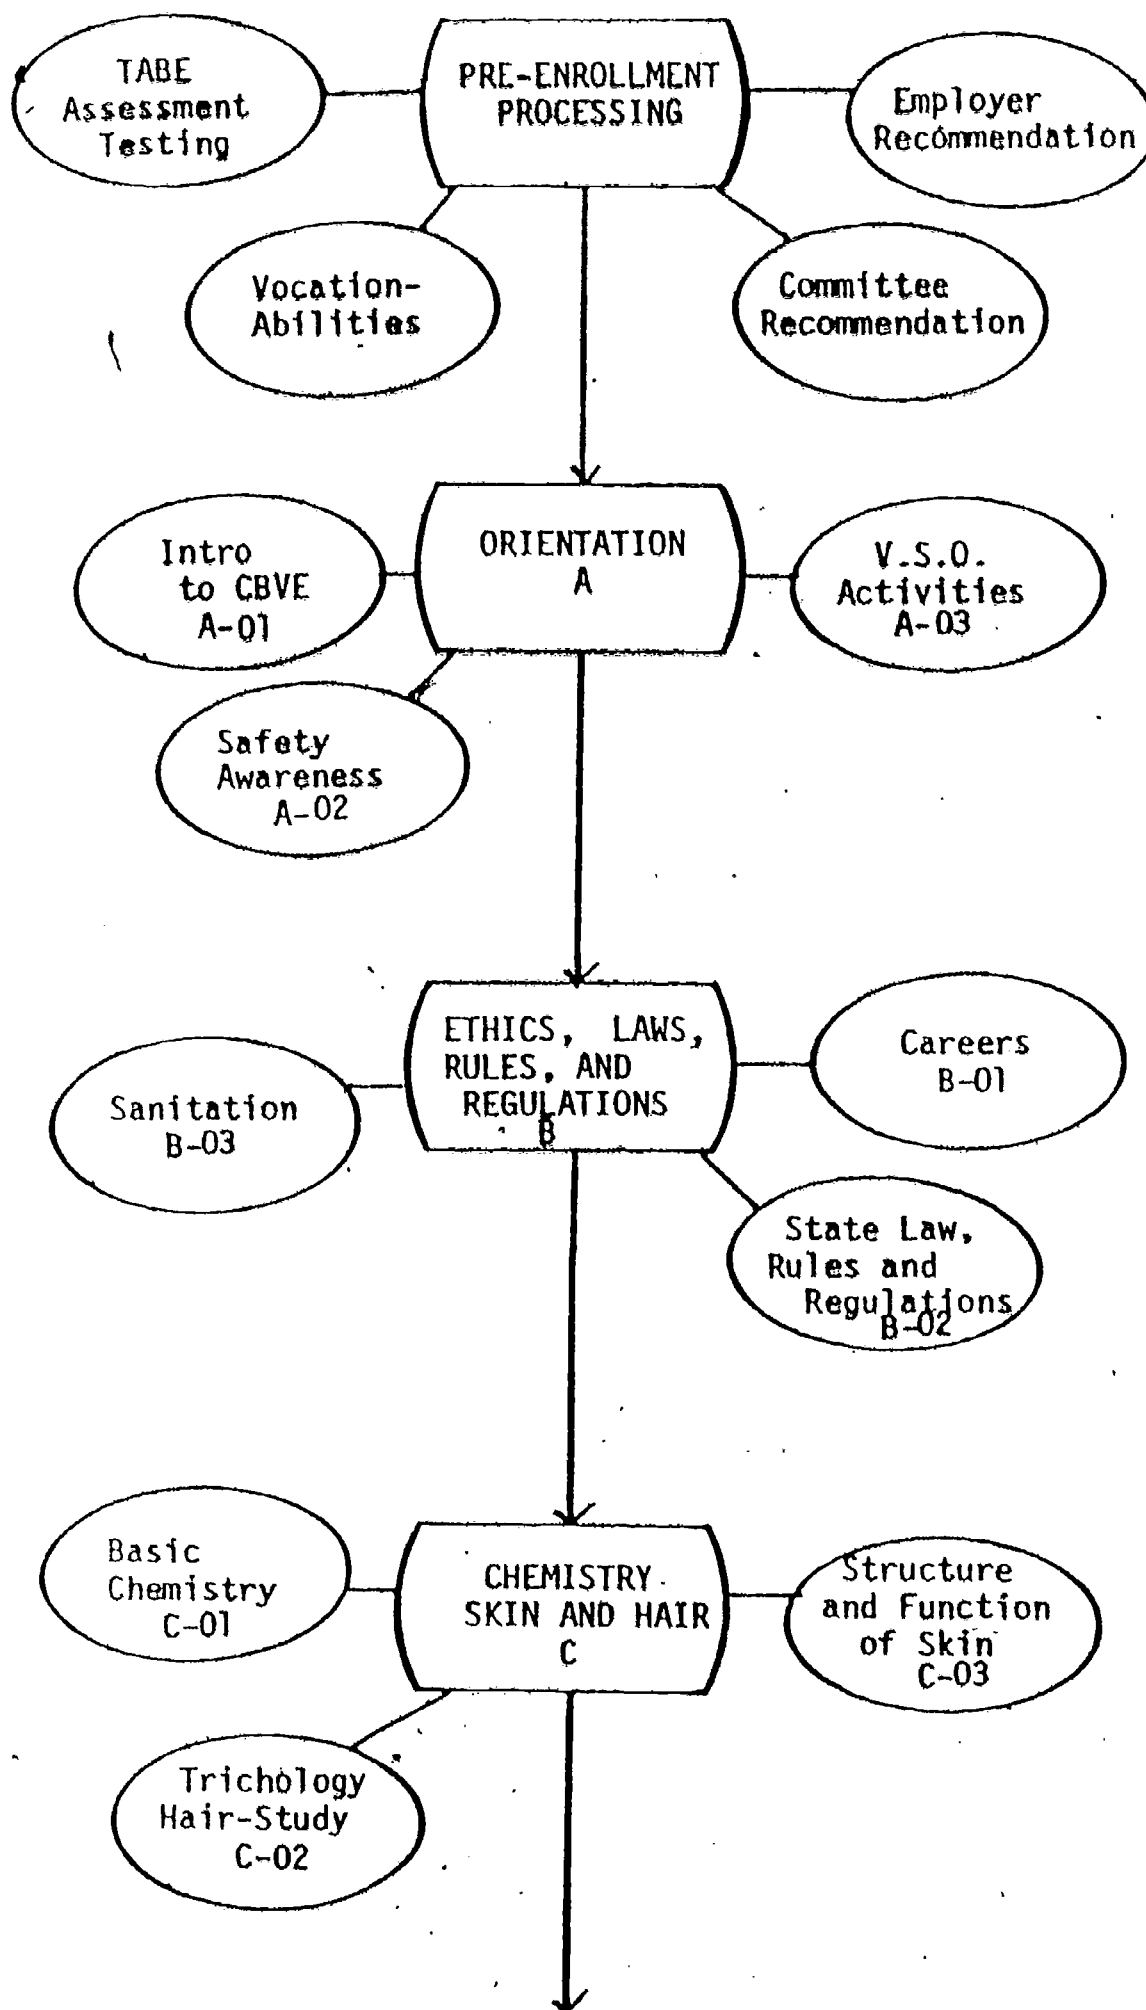 TABE
Assessment
Testing
PRE-ENROLLMENT
PROCESSING
Employer
Recommendation
Vocation-
Abilities
Committee
Recommendation
Intro
to CBVE
A-01
ORIENTATION
A
V.S.O.
Activities
A-03
Safety
Awareness
A-02
ETHICS, LAWS,
RULES, AND
REGULATIONS
B
Careers
B-01
Sanitation
B-03
State Law,
Rules and
Regulations
B-02
Basic
Chemistry
C-01
CHEMISTRY
SKIN AND HAIR
C
Structure
and Function
of Skin
C-03
Trichology
Hair-Study
C-02